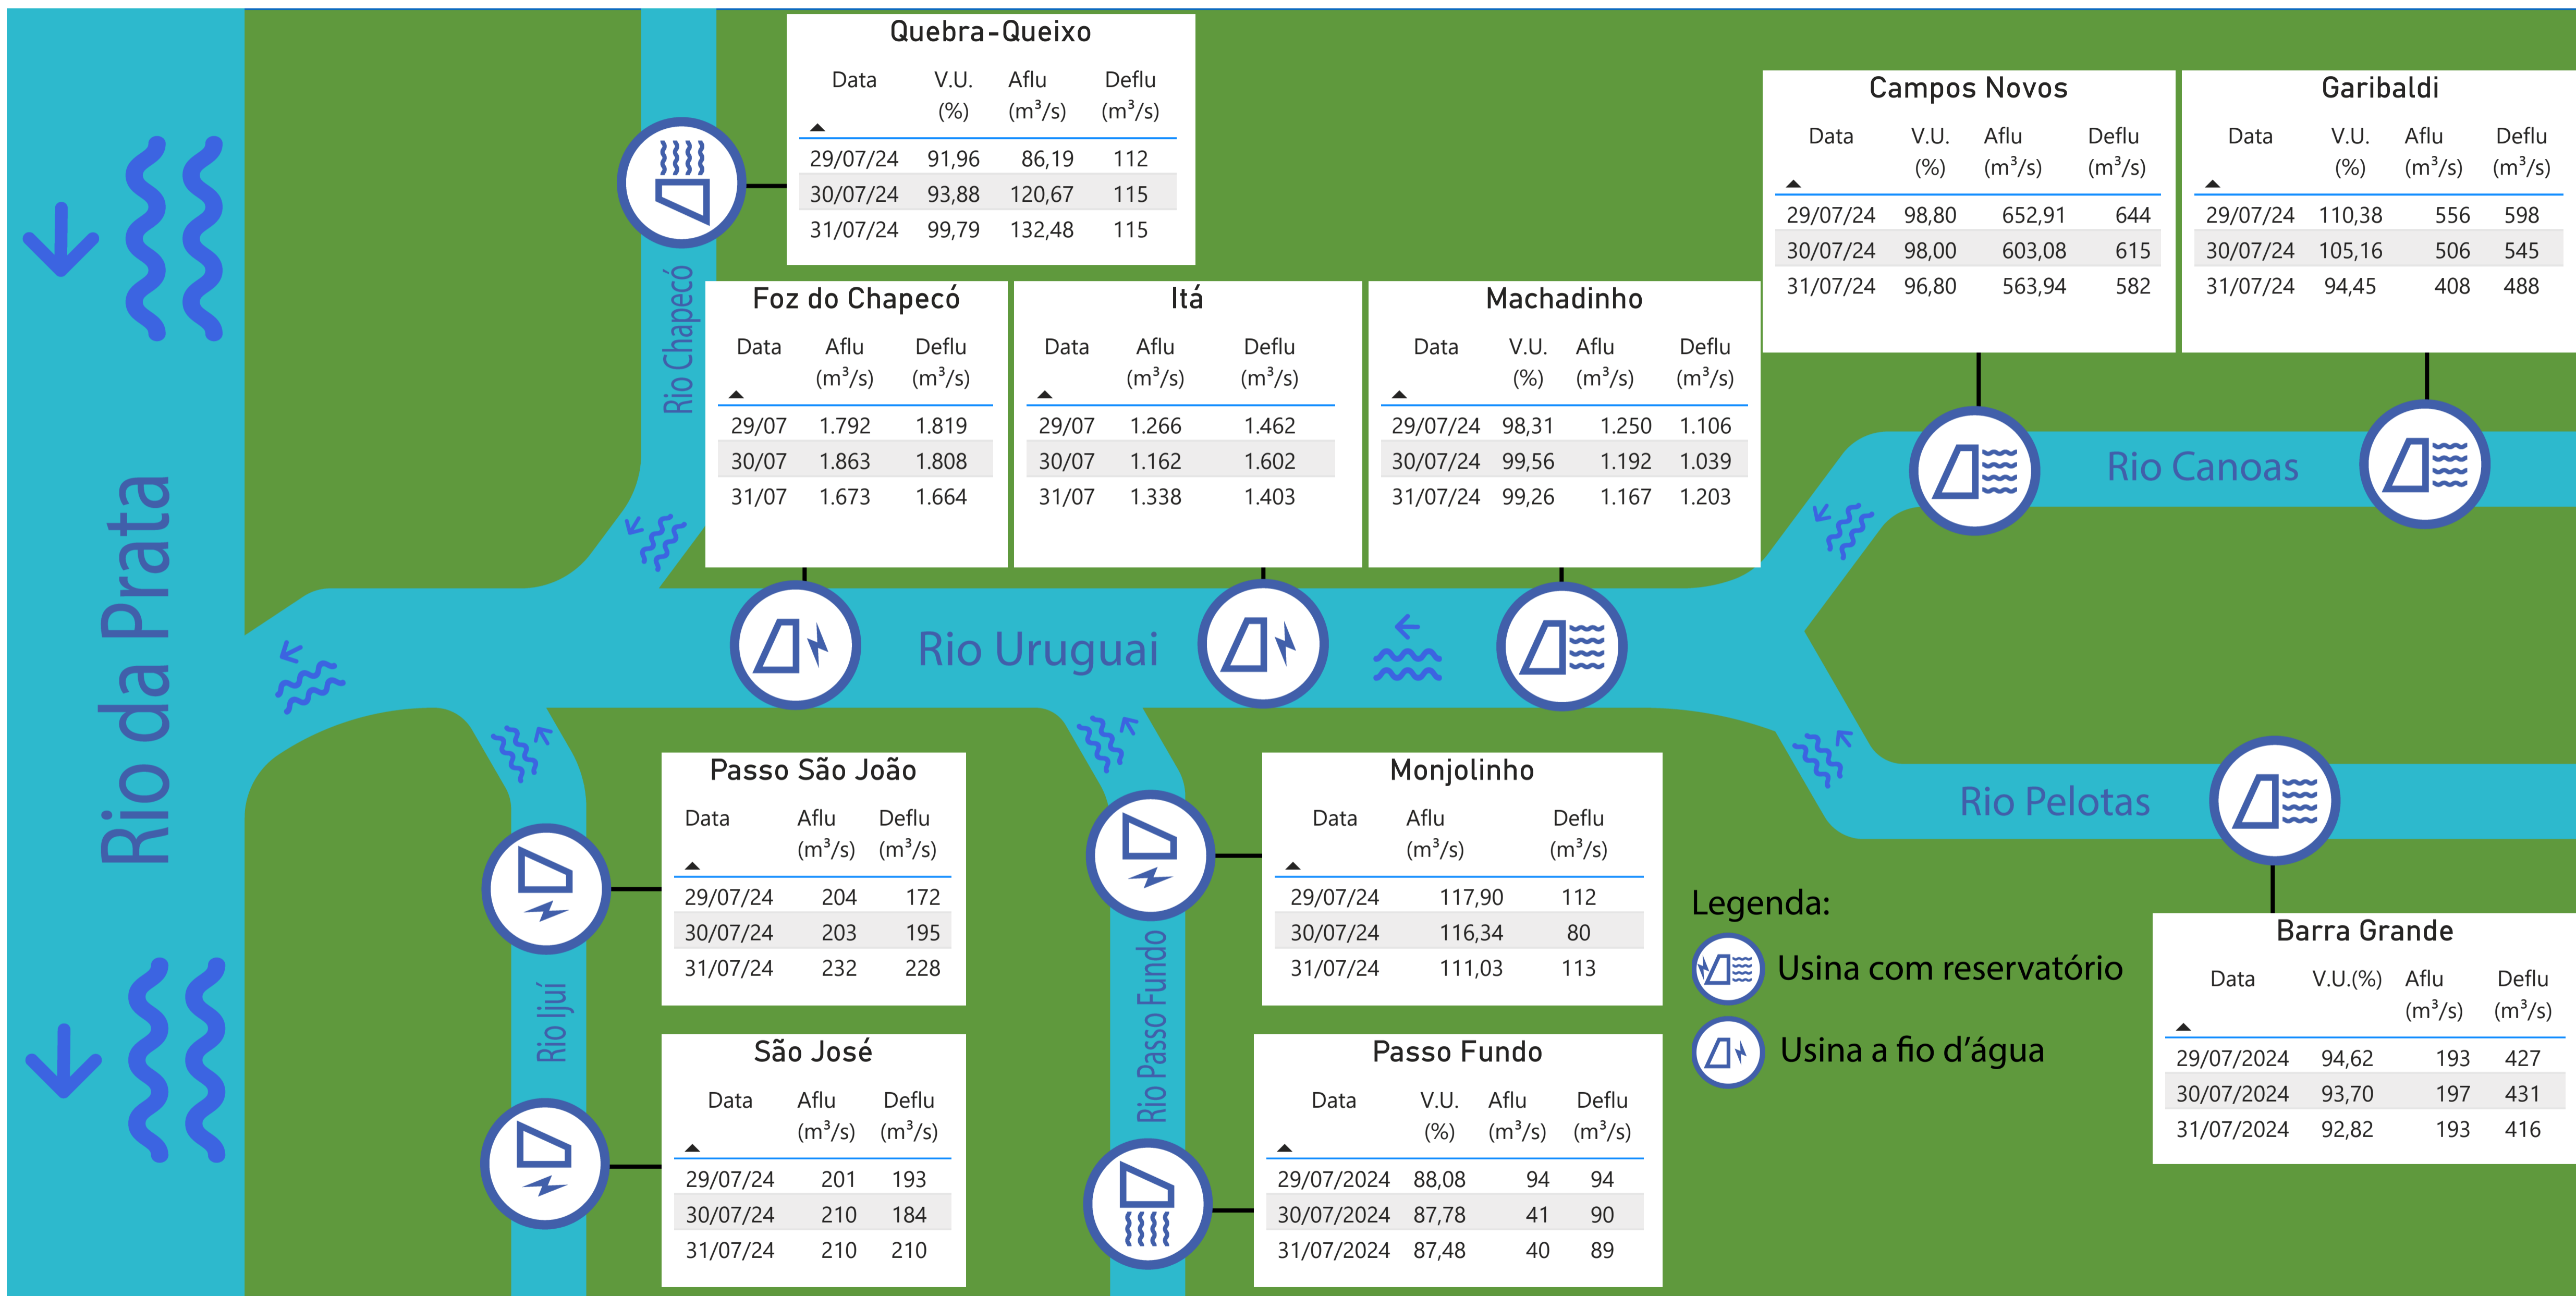 Quebra-Queixo
Data V.U. (%) Aflu (m³/s) Deflu (m³/s)
29/07/24 91,96 86,19 112
30/07/24 93,88 120,67 115
31/07/24 99,79 132,48 115
Campos Novos
Data V.U. (%) Aflu (m³/s) Deflu (m³/s)
29/07/24 98,80 652,91 644
30/07/24 98,00 603,08 615
31/07/24 96,80 563,94 582
Garibaldi
Data V.U. (%) Aflu (m³/s) Deflu (m³/s)
29/07/24 110,38 556 598
30/07/24 105,16 506 545
31/07/24 94,45 408 488
Rio Chapecó
Foz do Chapecó
Data Aflu (m³/s) Deflu (m³/s)
29/07 1.792 1.819
30/07 1.863 1.808
31/07 1.673 1.664
Itá
Data Aflu (m³/s) Deflu (m³/s)
29/07 1.266 1.462
30/07 1.162 1.602
31/07 1.338 1.403
Machadinho
Data V.U. (%) Aflu (m³/s) Deflu (m³/s)
29/07/24 98,31 1.250 1.106
30/07/24 99,56 1.192 1.039
31/07/24 99,26 1.167 1.203
Rio Canoas
Rio da Prata
Rio Uruguai
Rio Pelotas
Passo São João
Data Aflu (m³/s) Deflu (m³/s)
29/07/24 204 172
30/07/24 203 195
31/07/24 232 228
Monjolinho
Data Aflu (m³/s) Deflu (m³/s)
29/07/24 117,90 112
30/07/24 116,34 80
31/07/24 111,03 113
Legenda:
Usina com reservatório
Usina a fio d'água
Barra Grande
Data V.U.(%) Aflu (m³/s) Deflu (m³/s)
29/07/2024 94,62 193 427
30/07/2024 93,70 197 431
31/07/2024 92,82 193 416
Rio Ijuí
São José
Data Aflu (m³/s) Deflu (m³/s)
29/07/24 201 193
30/07/24 210 184
31/07/24 210 210
Rio Passo Fundo
Passo Fundo
Data V.U. (%) Aflu (m³/s) Deflu (m³/s)
29/07/2024 88,08 94 94
30/07/2024 87,78 41 90
31/07/2024 87,48 40 89